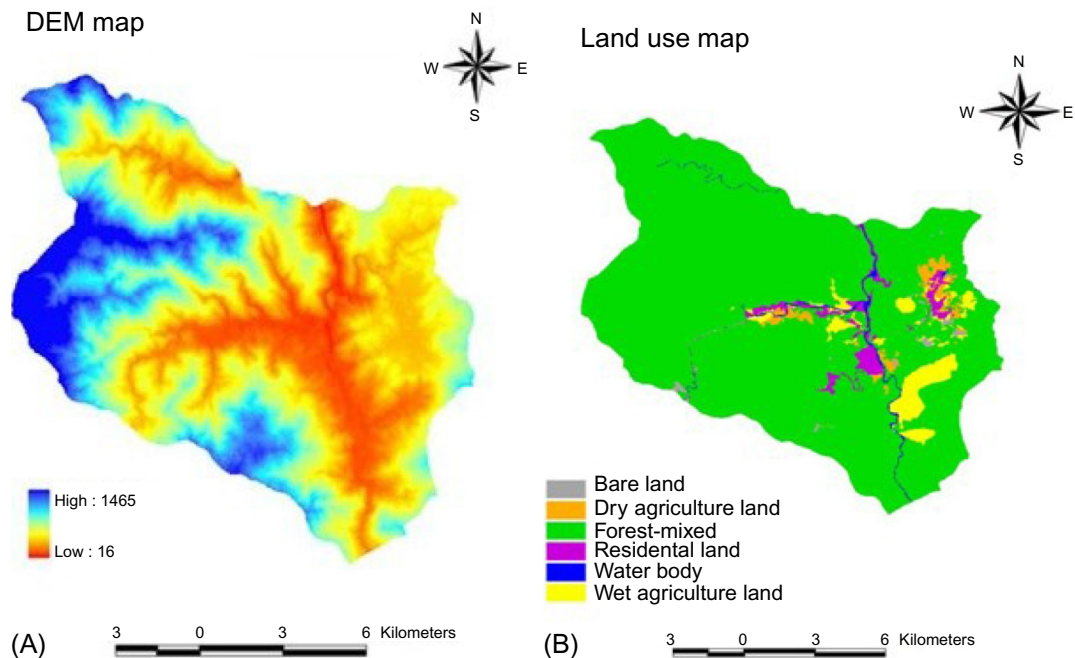 DEM map
N
W E
S
High : 1465
Low : 16
(A)
3 0 3 6 Kilometers
Land use map
N
W E
S
Bare land
Dry agriculture land
Forest-mixed
Residental land
Water body
Wet agriculture land
(B)
3 0 3 6 Kilometers